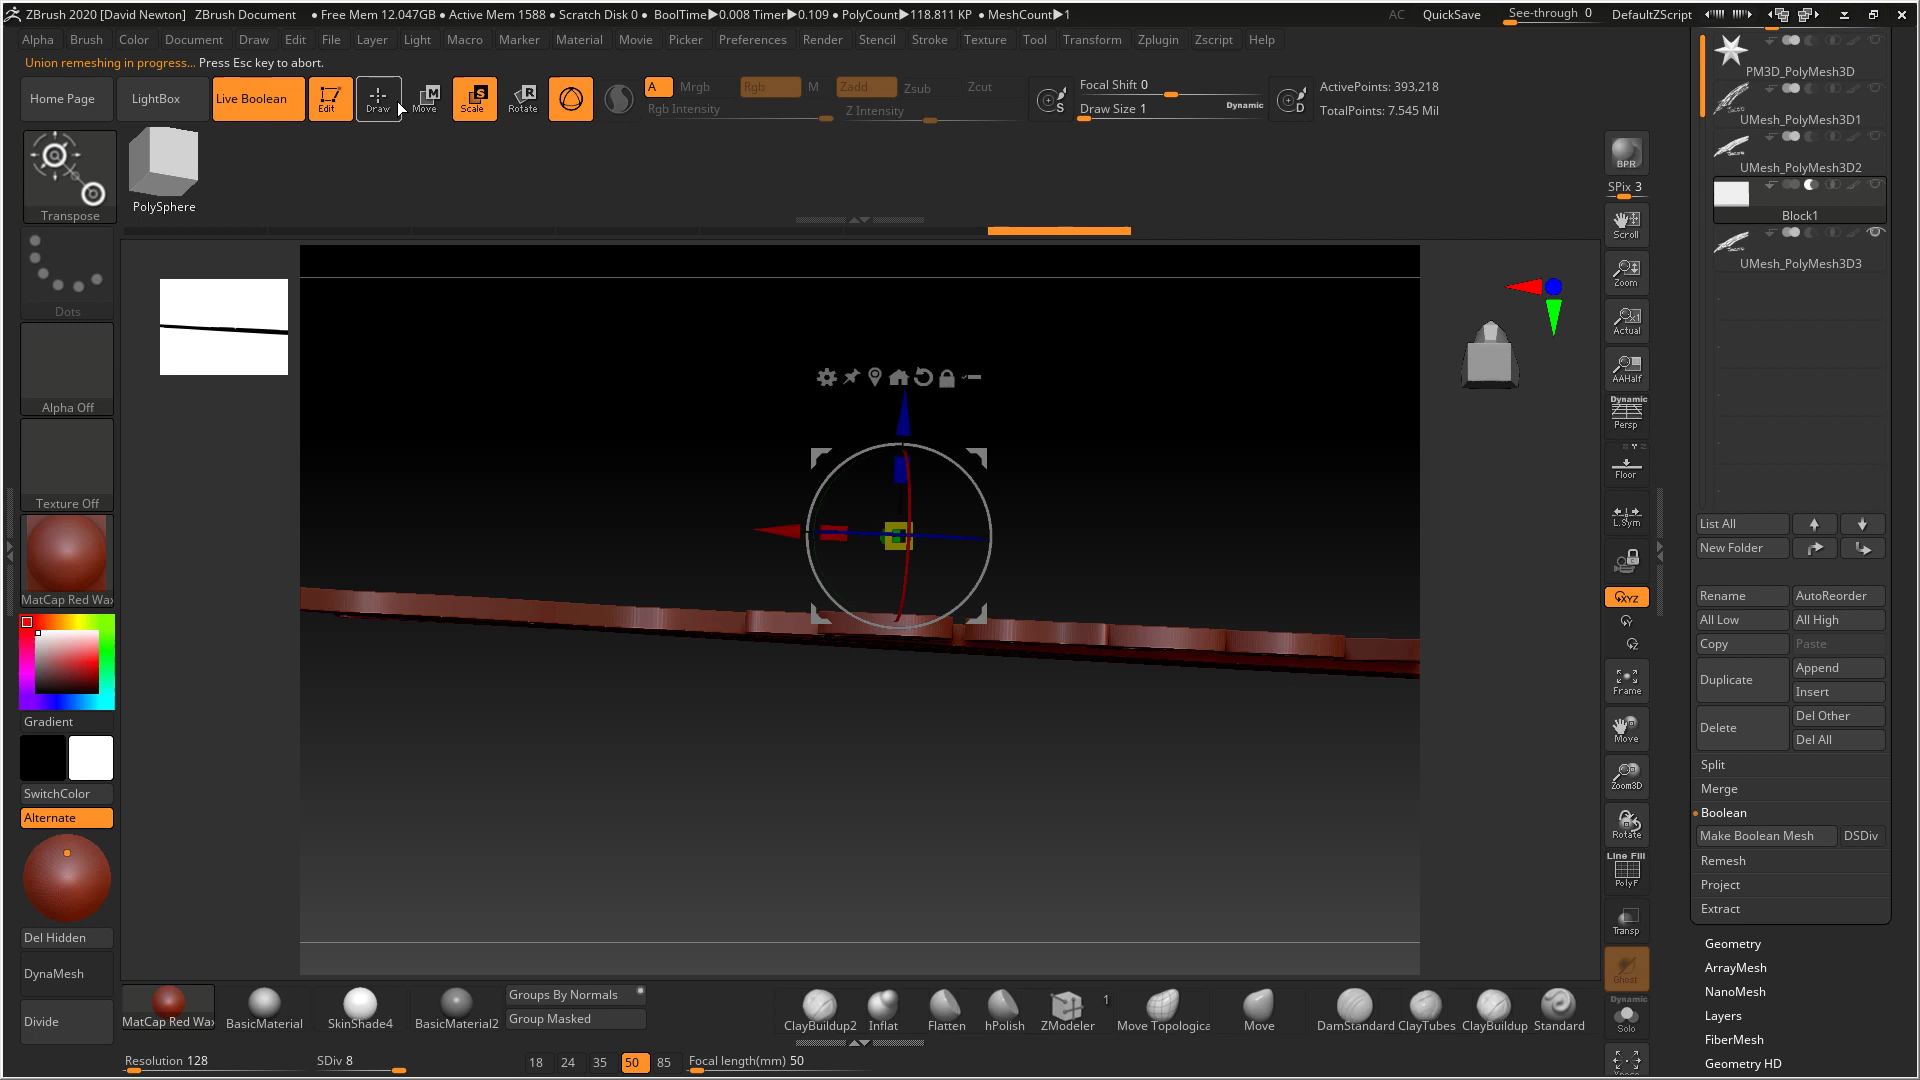 ZBrush 2020 [David Newton] ZBrush Document • Free Mem 12.047GB • Active Mem 1588 • Scratch Disk 0 • BoolTime▶0.008 Timer▶0.109 • PolyCount▶118.811 KP • MeshCount▶1 AC QuickSave See-through 0 DefaultZScript
Alpha Brush Color Document Draw Edit File Layer Light Macro Marker Material Movie Picker Preferences Render Stencil Stroke Texture Tool Transform Zplugin Zscript Help
Union remeshing in progress... Press Esc key to abort.
Home Page LightBox Live Boolean Edit Draw Move Scale Rotate
A Mrgb Rgb M Zadd Zsub Zcut
Rgb Intensity Z Intensity
Focal Shift 0
Draw Size 1 Dynamic
ActivePoints: 393,218
TotalPoints: 7.545 Mil
Transpose
PolySphere
Dots
Alpha Off
Texture Off
MatCap Red Wax
Gradient
SwitchColor
Alternate
Del Hidden
DynaMesh
Divide
BPR
SPix 3
Scroll
Zoom
Actual
AAHalf
Dynamic
Persp
Floor
L.Sym
XYZ
Frame
Move
Zoom3D
Rotate
Line Fill
PolyF
Transp
Ghost
Dynamic
Solo
PM3D_PolyMesh3D
UMesh_PolyMesh3D1
UMesh_PolyMesh3D2
Block1
UMesh_PolyMesh3D3
List All
New Folder
Rename AutoReorder
All Low All High
Copy Paste
Duplicate Append
Insert
Delete Del Other
Del All
Split
Merge
Boolean
Make Boolean Mesh DSDiv
Remesh
Project
Extract
Geometry
ArrayMesh
NanoMesh
Layers
FiberMesh
Geometry HD
MatCap Red Wax BasicMaterial SkinShade4 BasicMaterial2
Groups By Normals
Group Masked
ClayBuildup2 Inflat Flatten hPolish ZModeler 1 Move Topologica Move DamStandard ClayTubes ClayBuildup Standard
Resolution 128 SDiv 8 18 24 35 50 85 Focal length(mm) 50